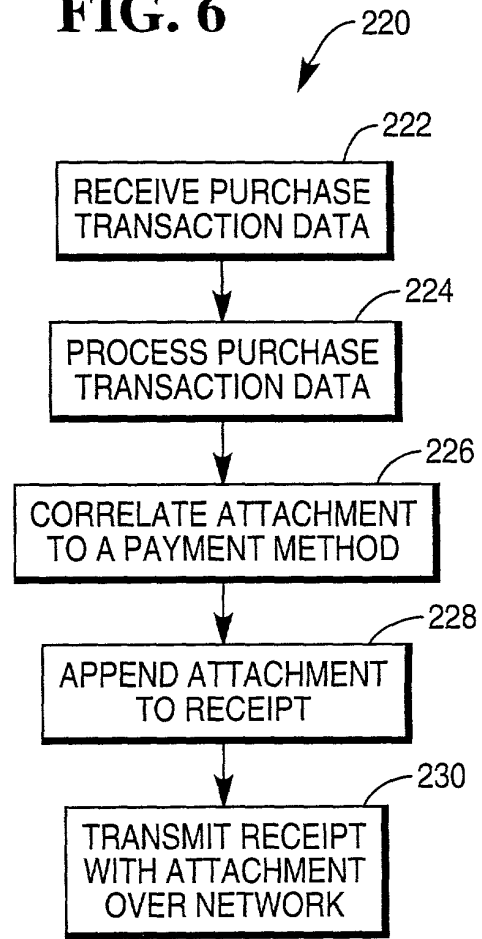 FIG. 6
220
222
RECEIVE PURCHASE
TRANSACTION DATA
224
PROCESS PURCHASE
TRANSACTION DATA
226
CORRELATE ATTACHMENT
TO A PAYMENT METHOD
228
APPEND ATTACHMENT
TO RECEIPT
230
TRANSMIT RECEIPT
WITH ATTACHMENT
OVER NETWORK